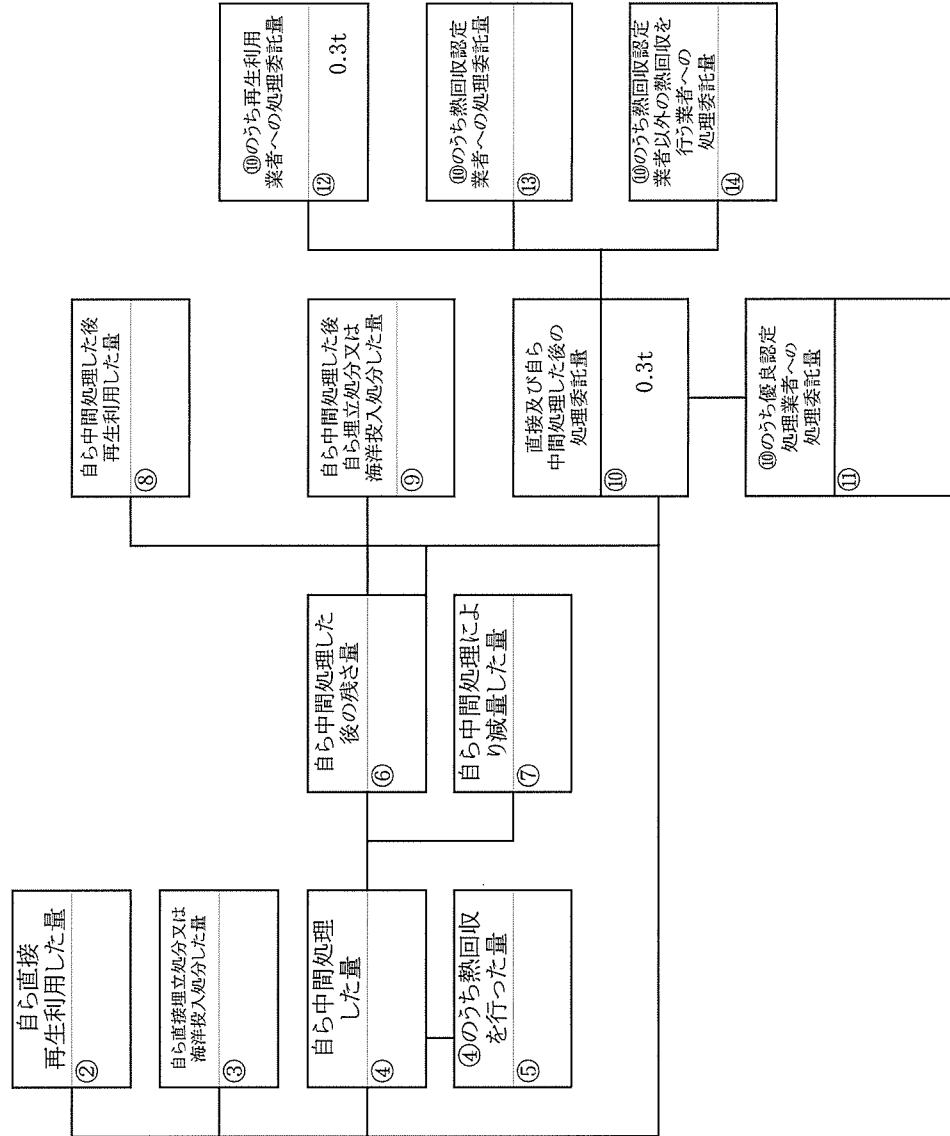 自ら直接
再生利用した量
②
自ら直接埋立処分又は
海洋投入処分した量
③
自ら中間処理
した量
④
④のうち熱回収
を行った量
⑤
自ら中間処理した
後の残さ量
⑥
自ら中間処理によ
り減量した量
⑦
自ら中間処理した後
再生利用した量
⑧
自ら中間処理した後
自ら埋立処分又は
海洋投入処分した量
⑨
直接及び自ら
中間処理した後の
処理委託量
⑩
0.3t
⑩のうち優良認定
処理業者への
処理委託量
⑪
⑩のうち再生利用
業者への処理委託量
⑫
0.3t
⑩のうち熱回収認定
業者への処理委託量
⑬
⑩のうち熱回収認定
業者以外の熱回収を
行う業者への
処理委託量
⑭